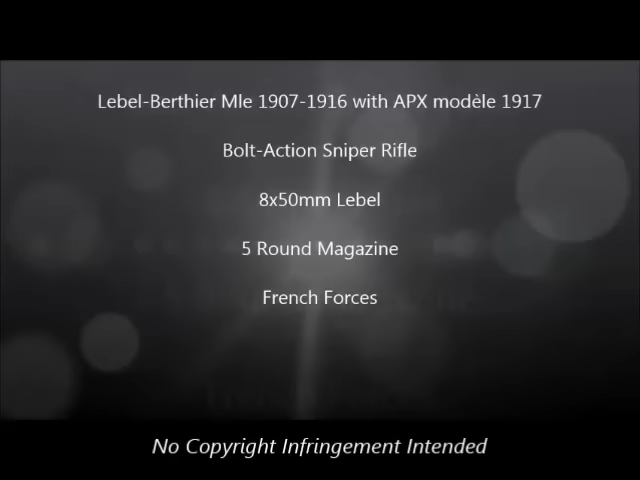 Lebel-Berthier Mle 1907-1916 with APX modèle 1917
Bolt-Action Sniper Rifle
8x50mm Lebel
5 Round Magazine
French Forces
No Copyright Infringement Intended